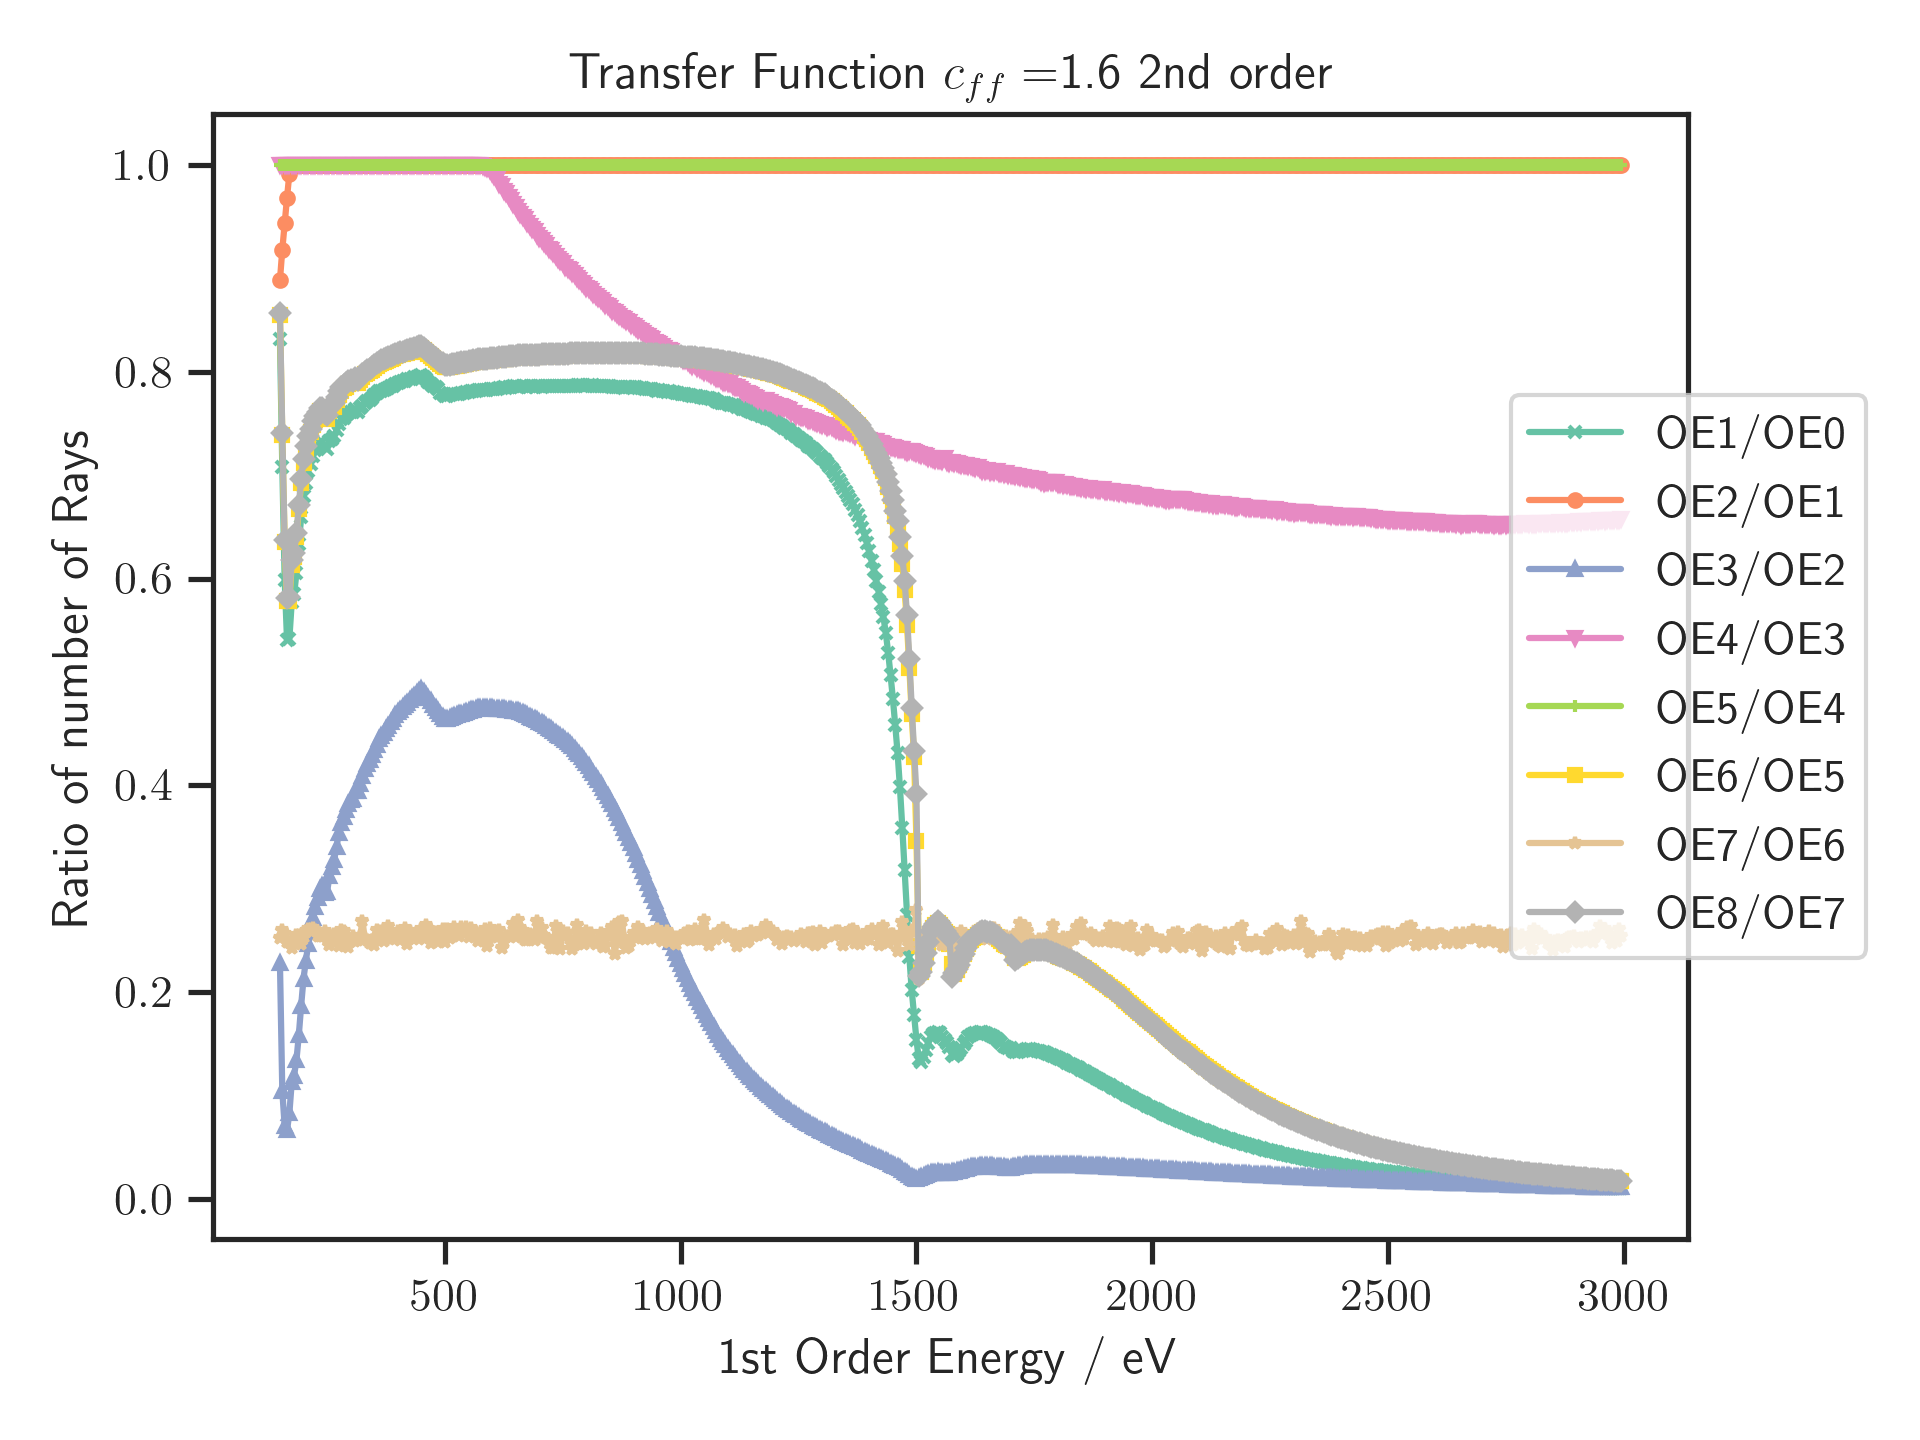 Transfer Function c_ff =1.6 2nd order
Ratio of number of Rays
1.0
0.8
0.6
0.4
0.2
0.0
500 1000 1500 2000 2500 3000
1st Order Energy / eV
OE1/OE0
OE2/OE1
OE3/OE2
OE4/OE3
OE5/OE4
OE6/OE5
OE7/OE6
OE8/OE7